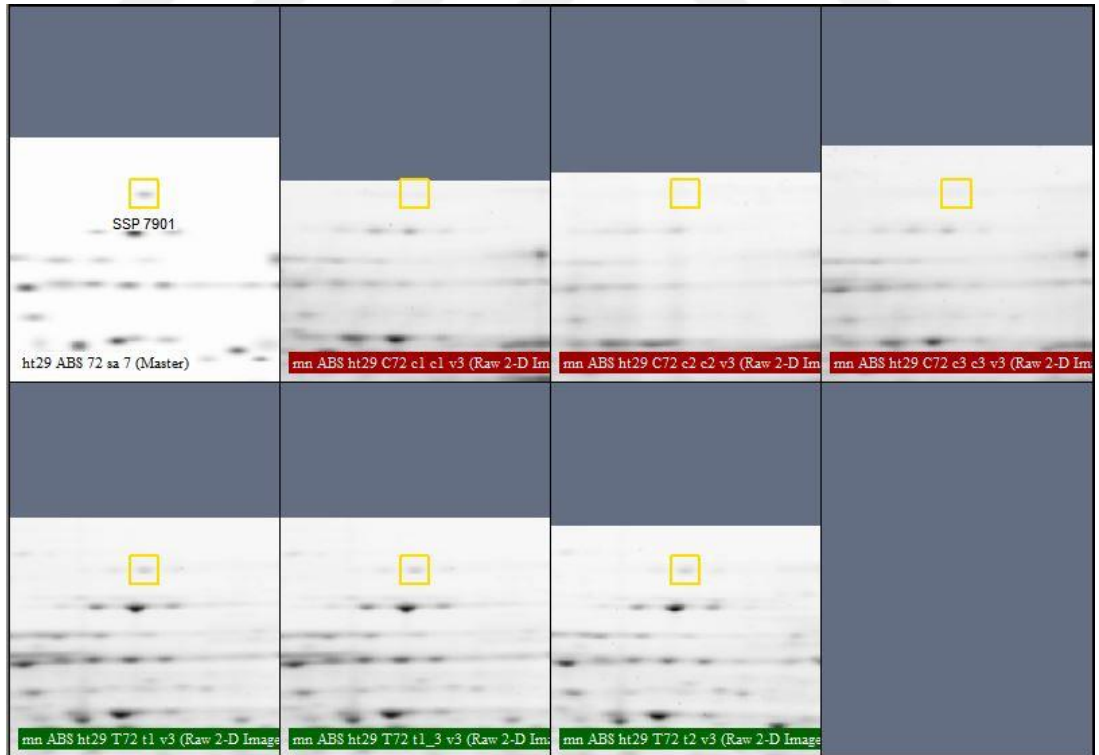 SSP 7901
ht29 ABS 72 sa 7 (Master)
mn ABS ht29 C72 c1 c1 v3 (Raw 2-D Im
mn ABS ht29 C72 c2 c2 v3 (Raw 2-D Im
mn ABS ht29 C72 c3 c3 v3 (Raw 2-D Im
mn ABS ht29 T72 t1 v3 (Raw 2-D Image
mn ABS ht29 T72 t1_3 v3 (Raw 2-D Im
mn ABS ht29 T72 t2 v3 (Raw 2-D Image